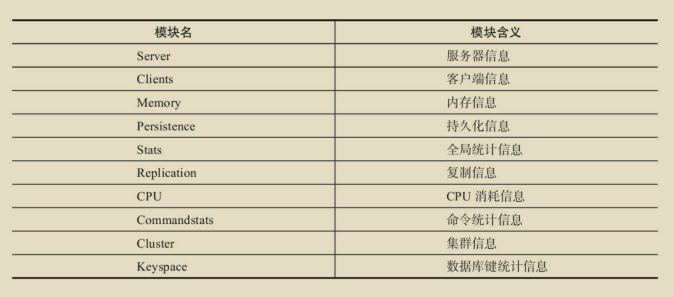 模块名 模块含义
Server 服务器信息
Clients 客户端信息
Memory 内存信息
Persistence 持久化信息
Stats 全局统计信息
Replication 复制信息
CPU CPU 消耗信息
Commandstats 命令统计信息
Cluster 集群信息
Keyspace 数据库键统计信息